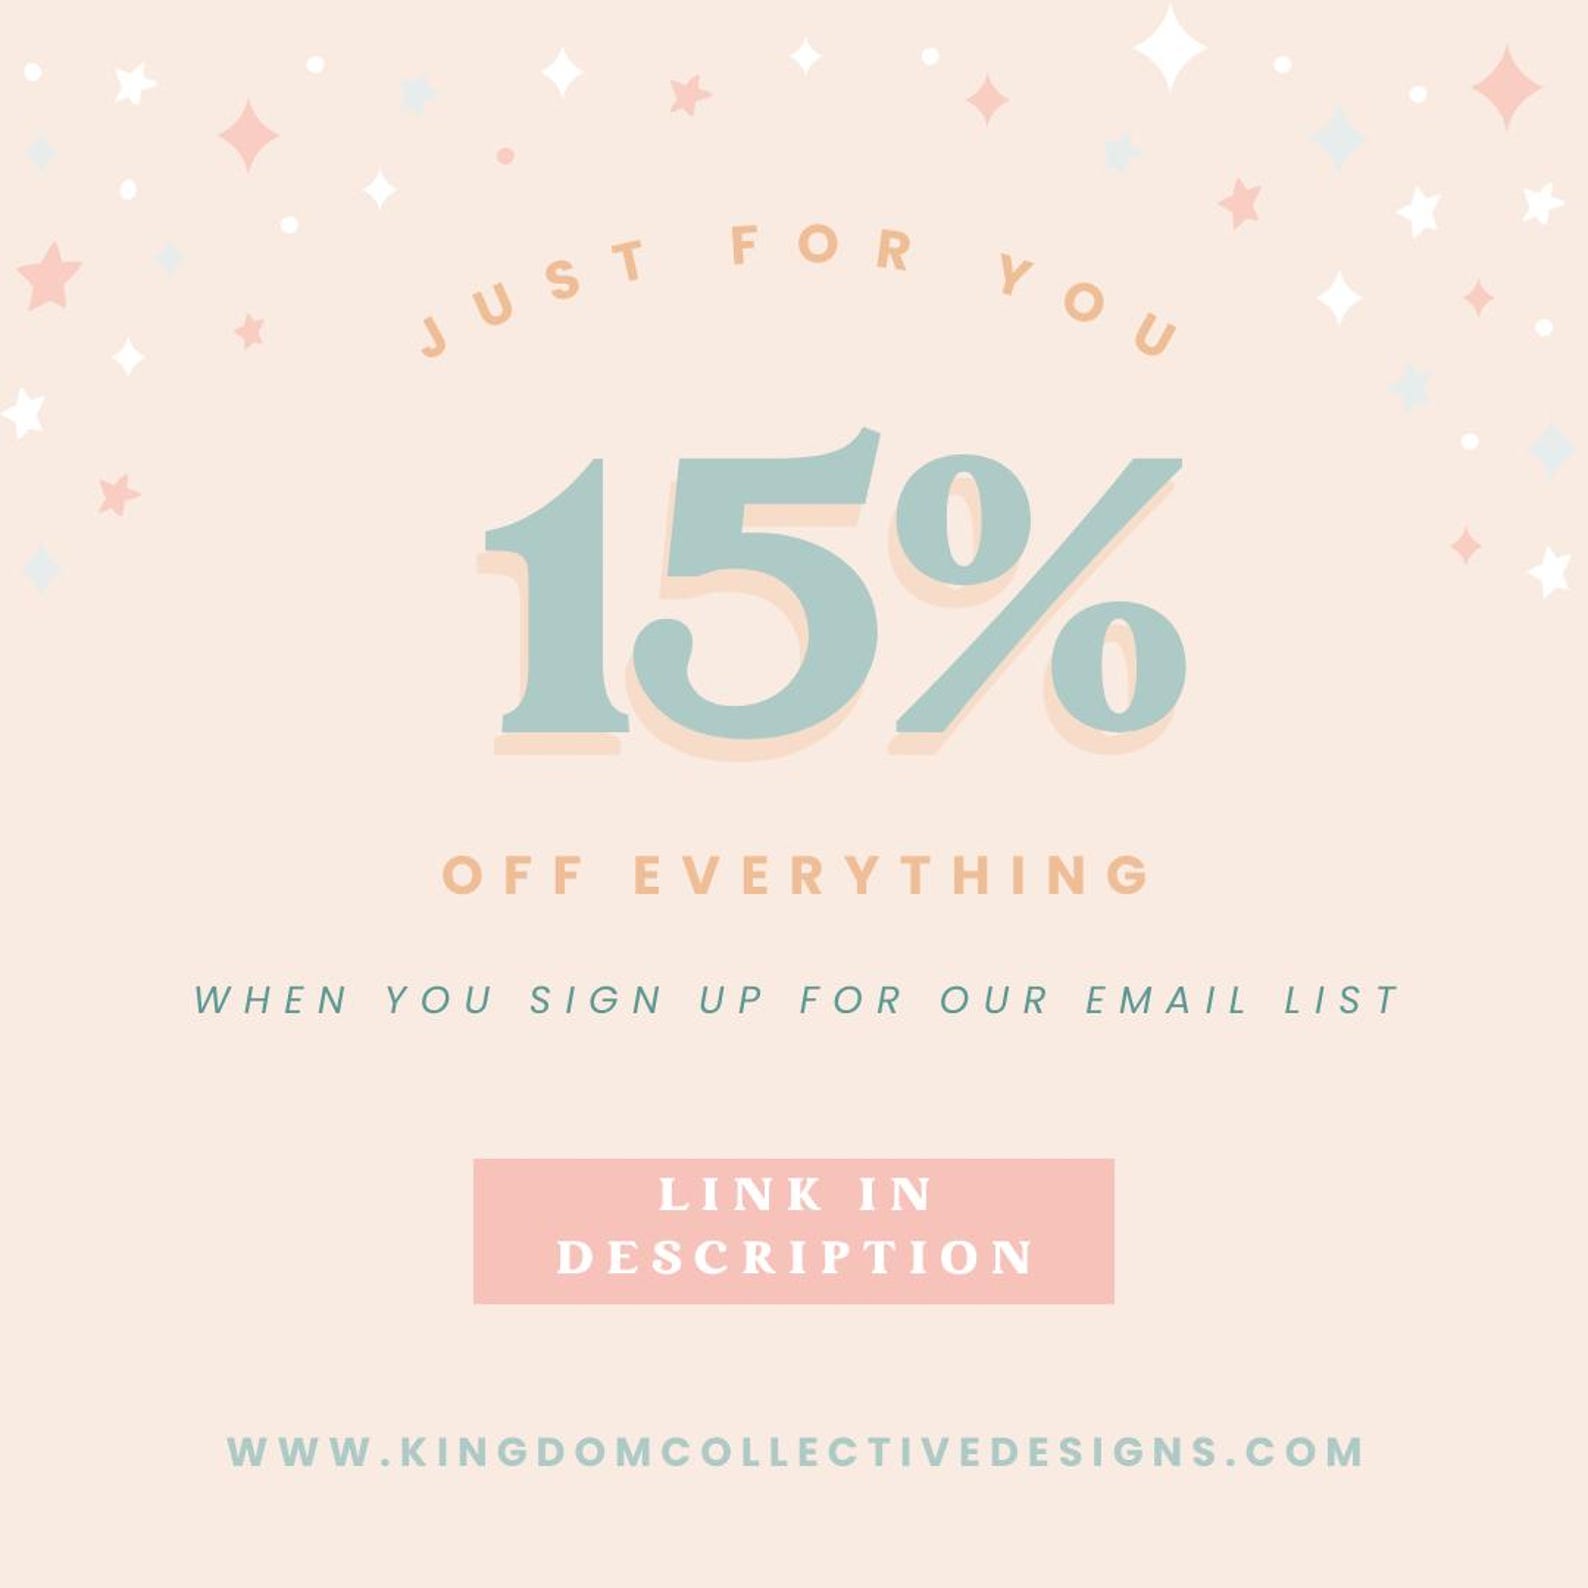 JUST FOR YOU
15%
OFF EVERYTHING
WHEN YOU SIGN UP FOR OUR EMAIL LIST
LINK IN
DESCRIPTION
WWW.KINGDOMCOLLECTIVEDESIGNS.COM